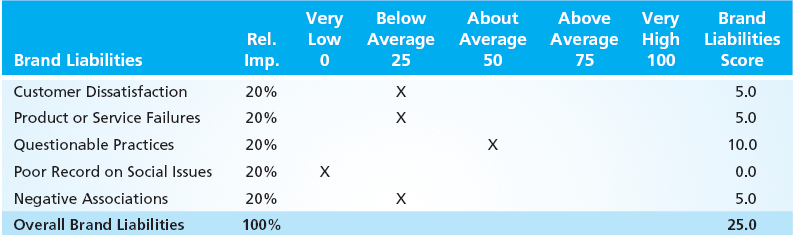 Very Below About Above Very Brand
Rel. Low Average Average Average High Liabilities
Brand Liabilities Imp. 0 25 50 75 100 Score
Customer Dissatisfaction 20% X 5.0
Product or Service Failures 20% X 5.0
Questionable Practices 20% X 10.0
Poor Record on Social Issues 20% X 0.0
Negative Associations 20% X 5.0
Overall Brand Liabilities 100% 25.0